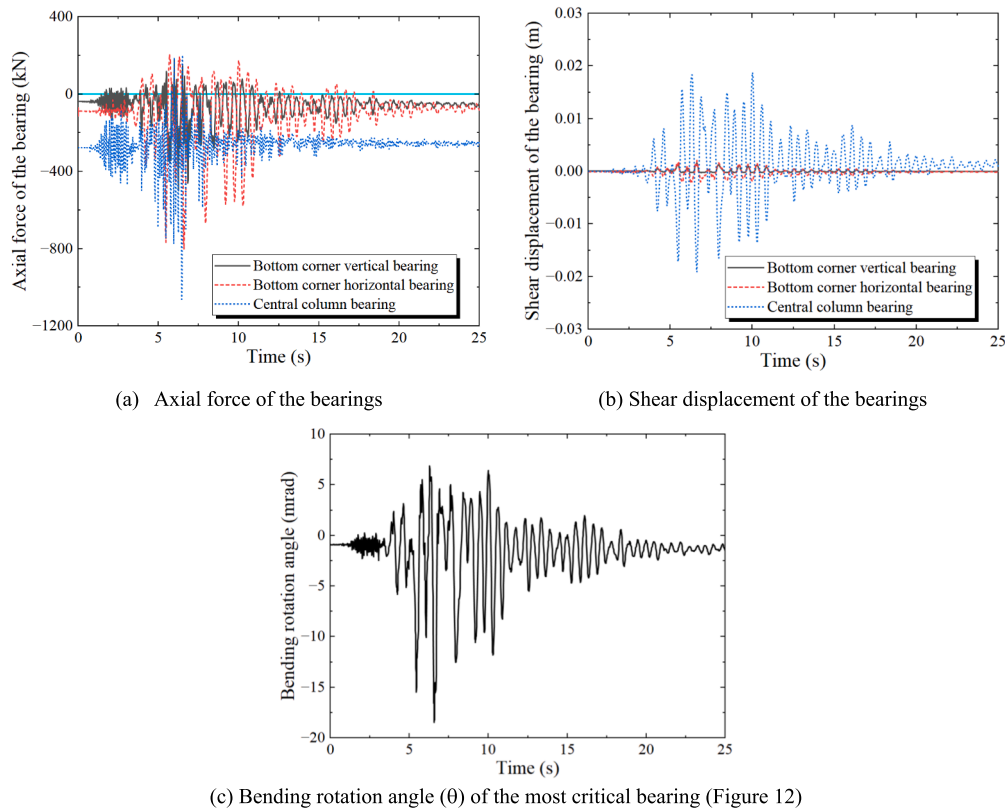 400
0
−400
−800
−1200
Axial force of the bearing (kN)
Bottom corner vertical bearing
Bottom corner horizontal bearing
Central column bearing
0 5 10 15 20 25
Time (s)
(a) Axial force of the bearings
0.03
0.02
0.01
0.00
−0.01
−0.02
−0.03
Shear displacement of the bearing (m)
Bottom corner vertical bearing
Bottom corner horizontal bearing
Central column bearing
0 5 10 15 20 25
Time (s)
(b) Shear displacement of the bearings
10
5
0
−5
−10
−15
−20
Bending rotation angle (mrad)
0 5 10 15 20 25
Time (s)
(c) Bending rotation angle (θ) of the most critical bearing (Figure 12)